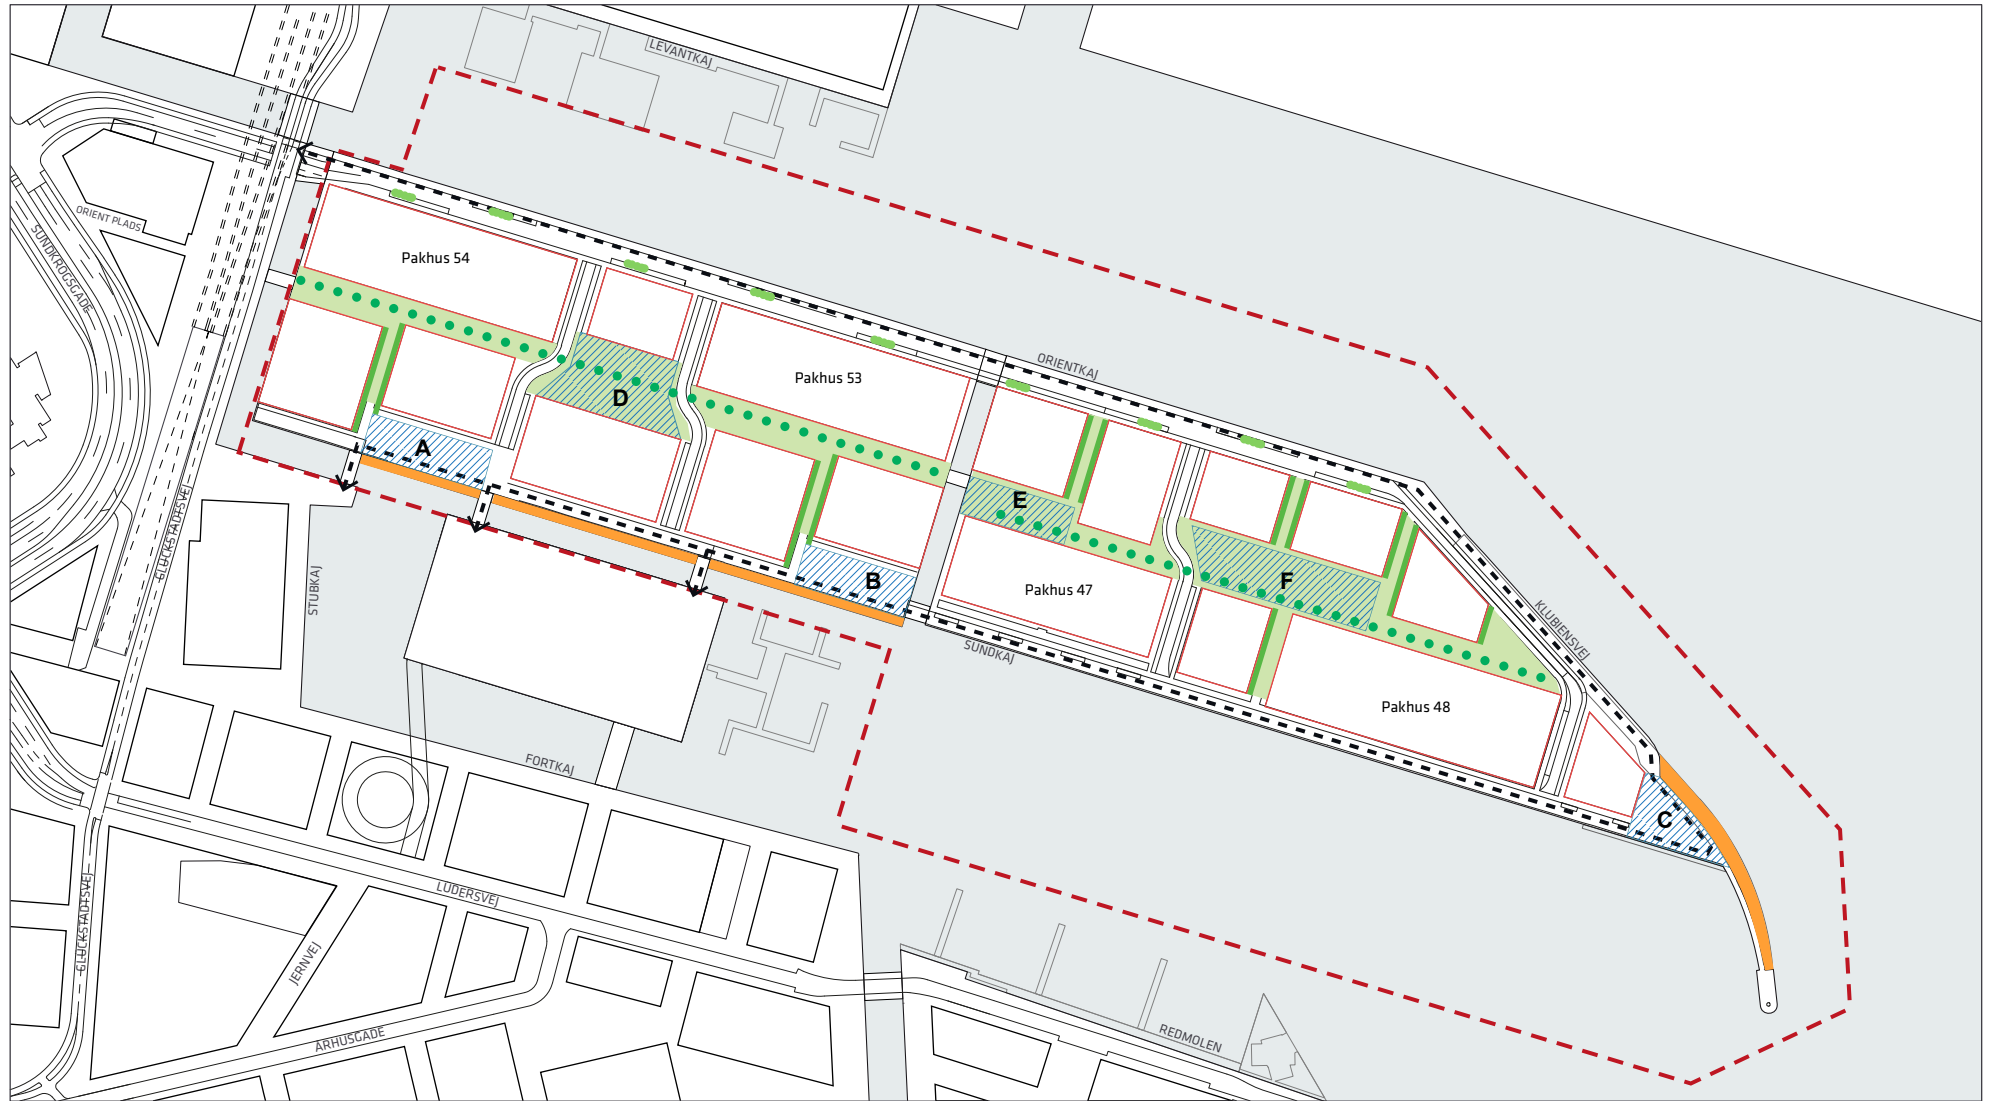 LEVANTKAJ
ORIENT PLADS
SUNDKROGSGADE
Pakhus 54
ORIENTKAJ
Pakhus 53
D
A
E
GLÜCKSTADTSVEJ
STUBKAJ
B
Pakhus 47
F
KLUBIENSVEJ
SUNDKAJ
Pakhus 48
FORTKAJ
C
LÜDERSVEJ
GLÜCKSTADTSVEJ
JERNVEJ
ÅRHUSGADE
REDMOLEN